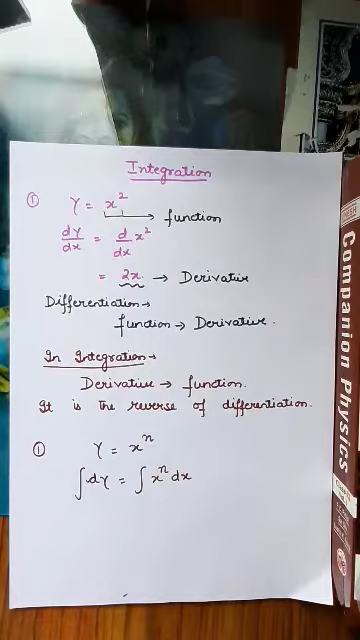 Integration
① Y = x²
function
dY/dx = d/dx x²
= 2x → Derivative
Differentiation→
function → Derivative.
In Integration→
Derivative → function.
It is the reverse of differentiation.
① Y = xⁿ
∫dY = ∫xⁿ dx
Companion Physics